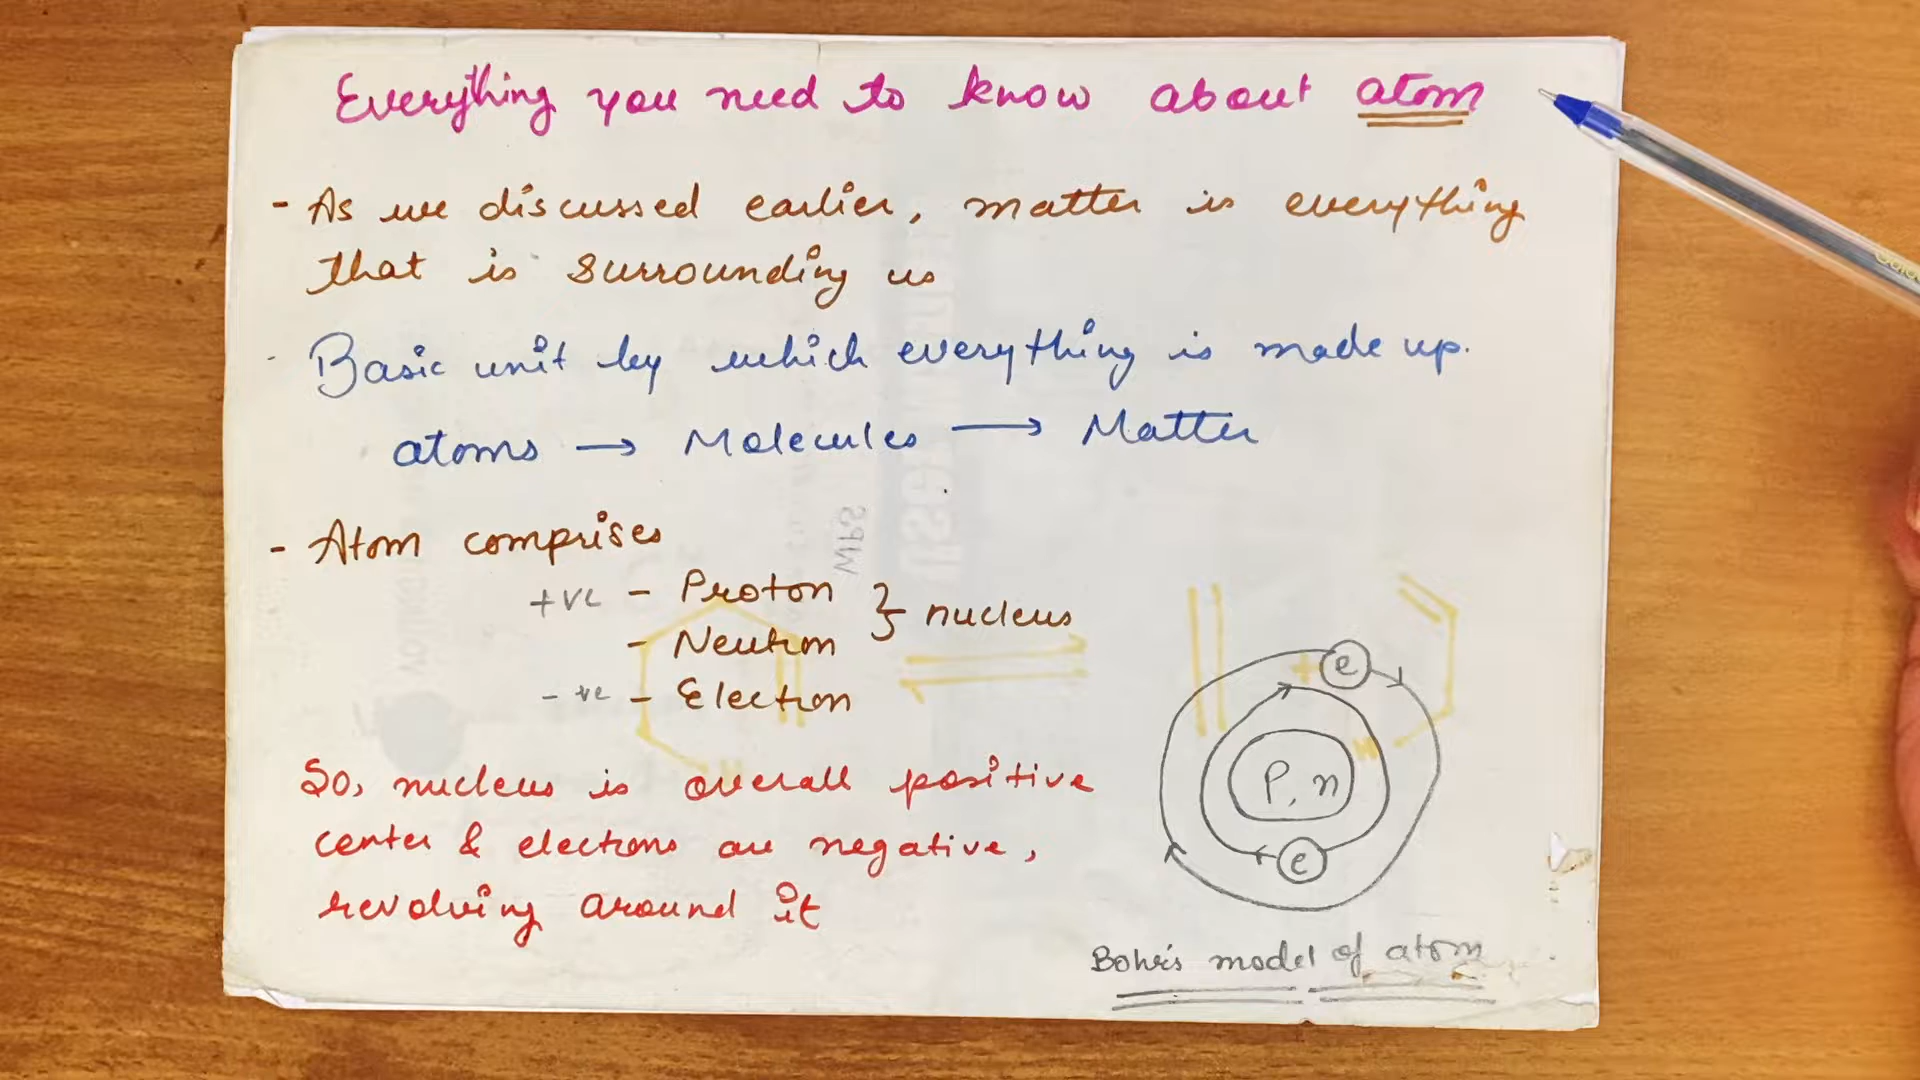 Everything you need to know about atom
- As we discussed earlier, matter is everything
that is surrounding us
- Basic unit by which everything is made up.
atoms → Molecules → Matter
- Atom comprises
+ve - Proton } nucleus
- Neutron
- ve - Electron
So, nucleus is overall positive
center & electrons are negative,
revolving around it
e
P, n
e
Bohr's model of atom